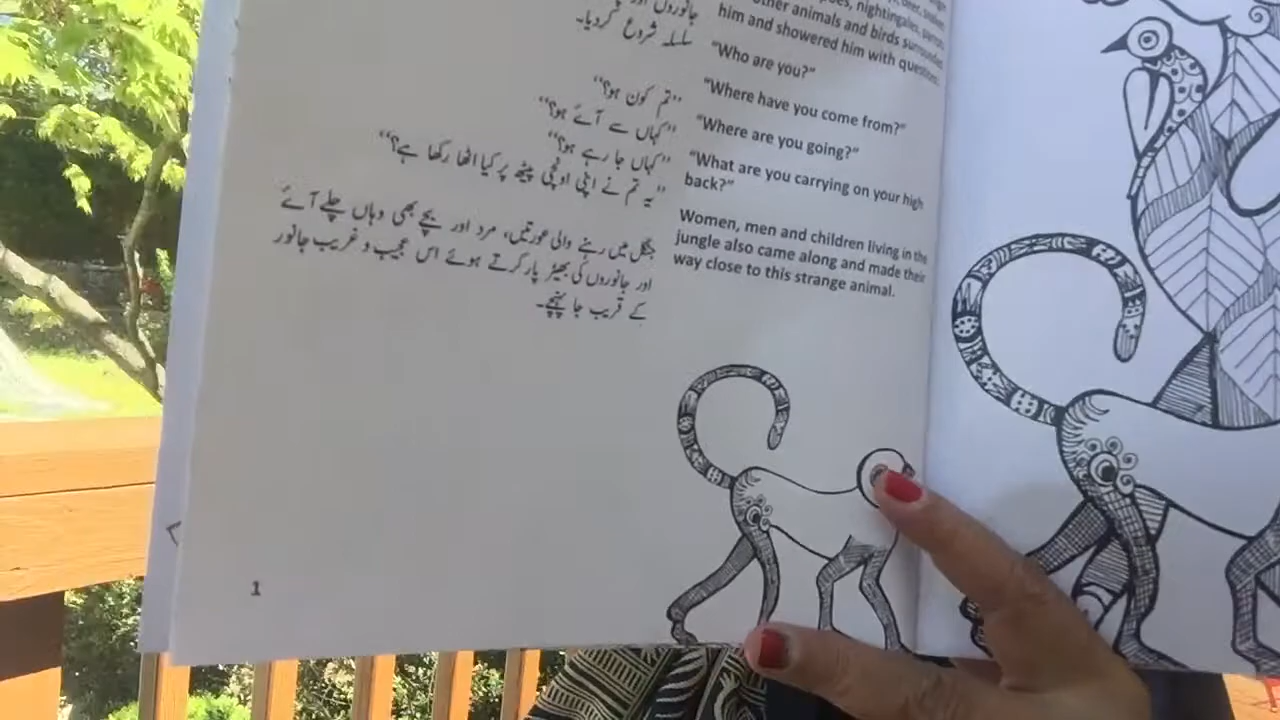 جانوروں اور
سلسلہ شروع کردیا۔
”تم کون ہو؟“
”کہاں سے آئے ہو؟“
”کہاں جا رہے ہو؟“
”یہ تم نے اپنی اونچی پیٹھ پر کیا اٹھا رکھا ہے؟“
جنگل میں رہنے والی عورتیں، مرد اور بچے بھی وہاں چلے آئے
اور جانوروں کی بھیڑ پار کرتے ہوئے اس عجیب و غریب جانور
کے قریب جا پہنچے۔
nightingales, parrots
other animals and birds surrounded
him and showered him with questions.
“Who are you?”
“Where have you come from?”
“Where are you going?”
“What are you carrying on your high
back?”
Women, men and children living in the
jungle also came along and made their
way close to this strange animal.
1